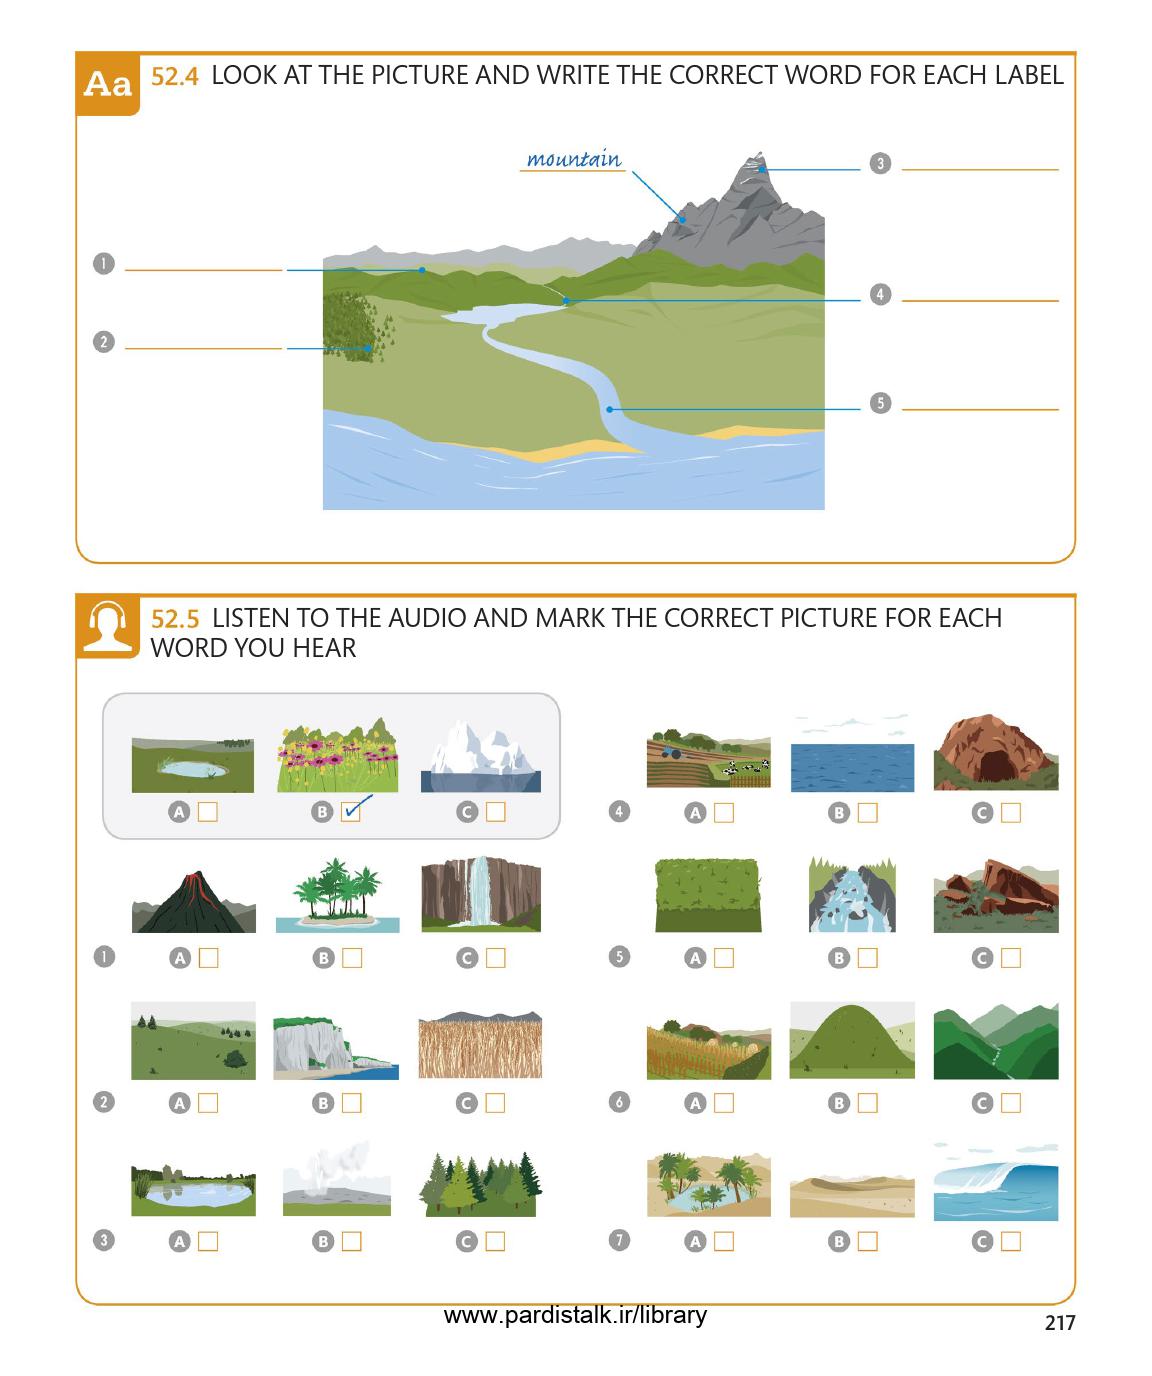 Aa
52.4 LOOK AT THE PICTURE AND WRITE THE CORRECT WORD FOR EACH LABEL
mountain
3
1
4
2
5
52.5 LISTEN TO THE AUDIO AND MARK THE CORRECT PICTURE FOR EACH
WORD YOU HEAR
A B C
4 A B C
1 A B C
5 A B C
2 A B C
6 A B C
3 A B C
7 A B C
www.pardistalk.ir/library
217